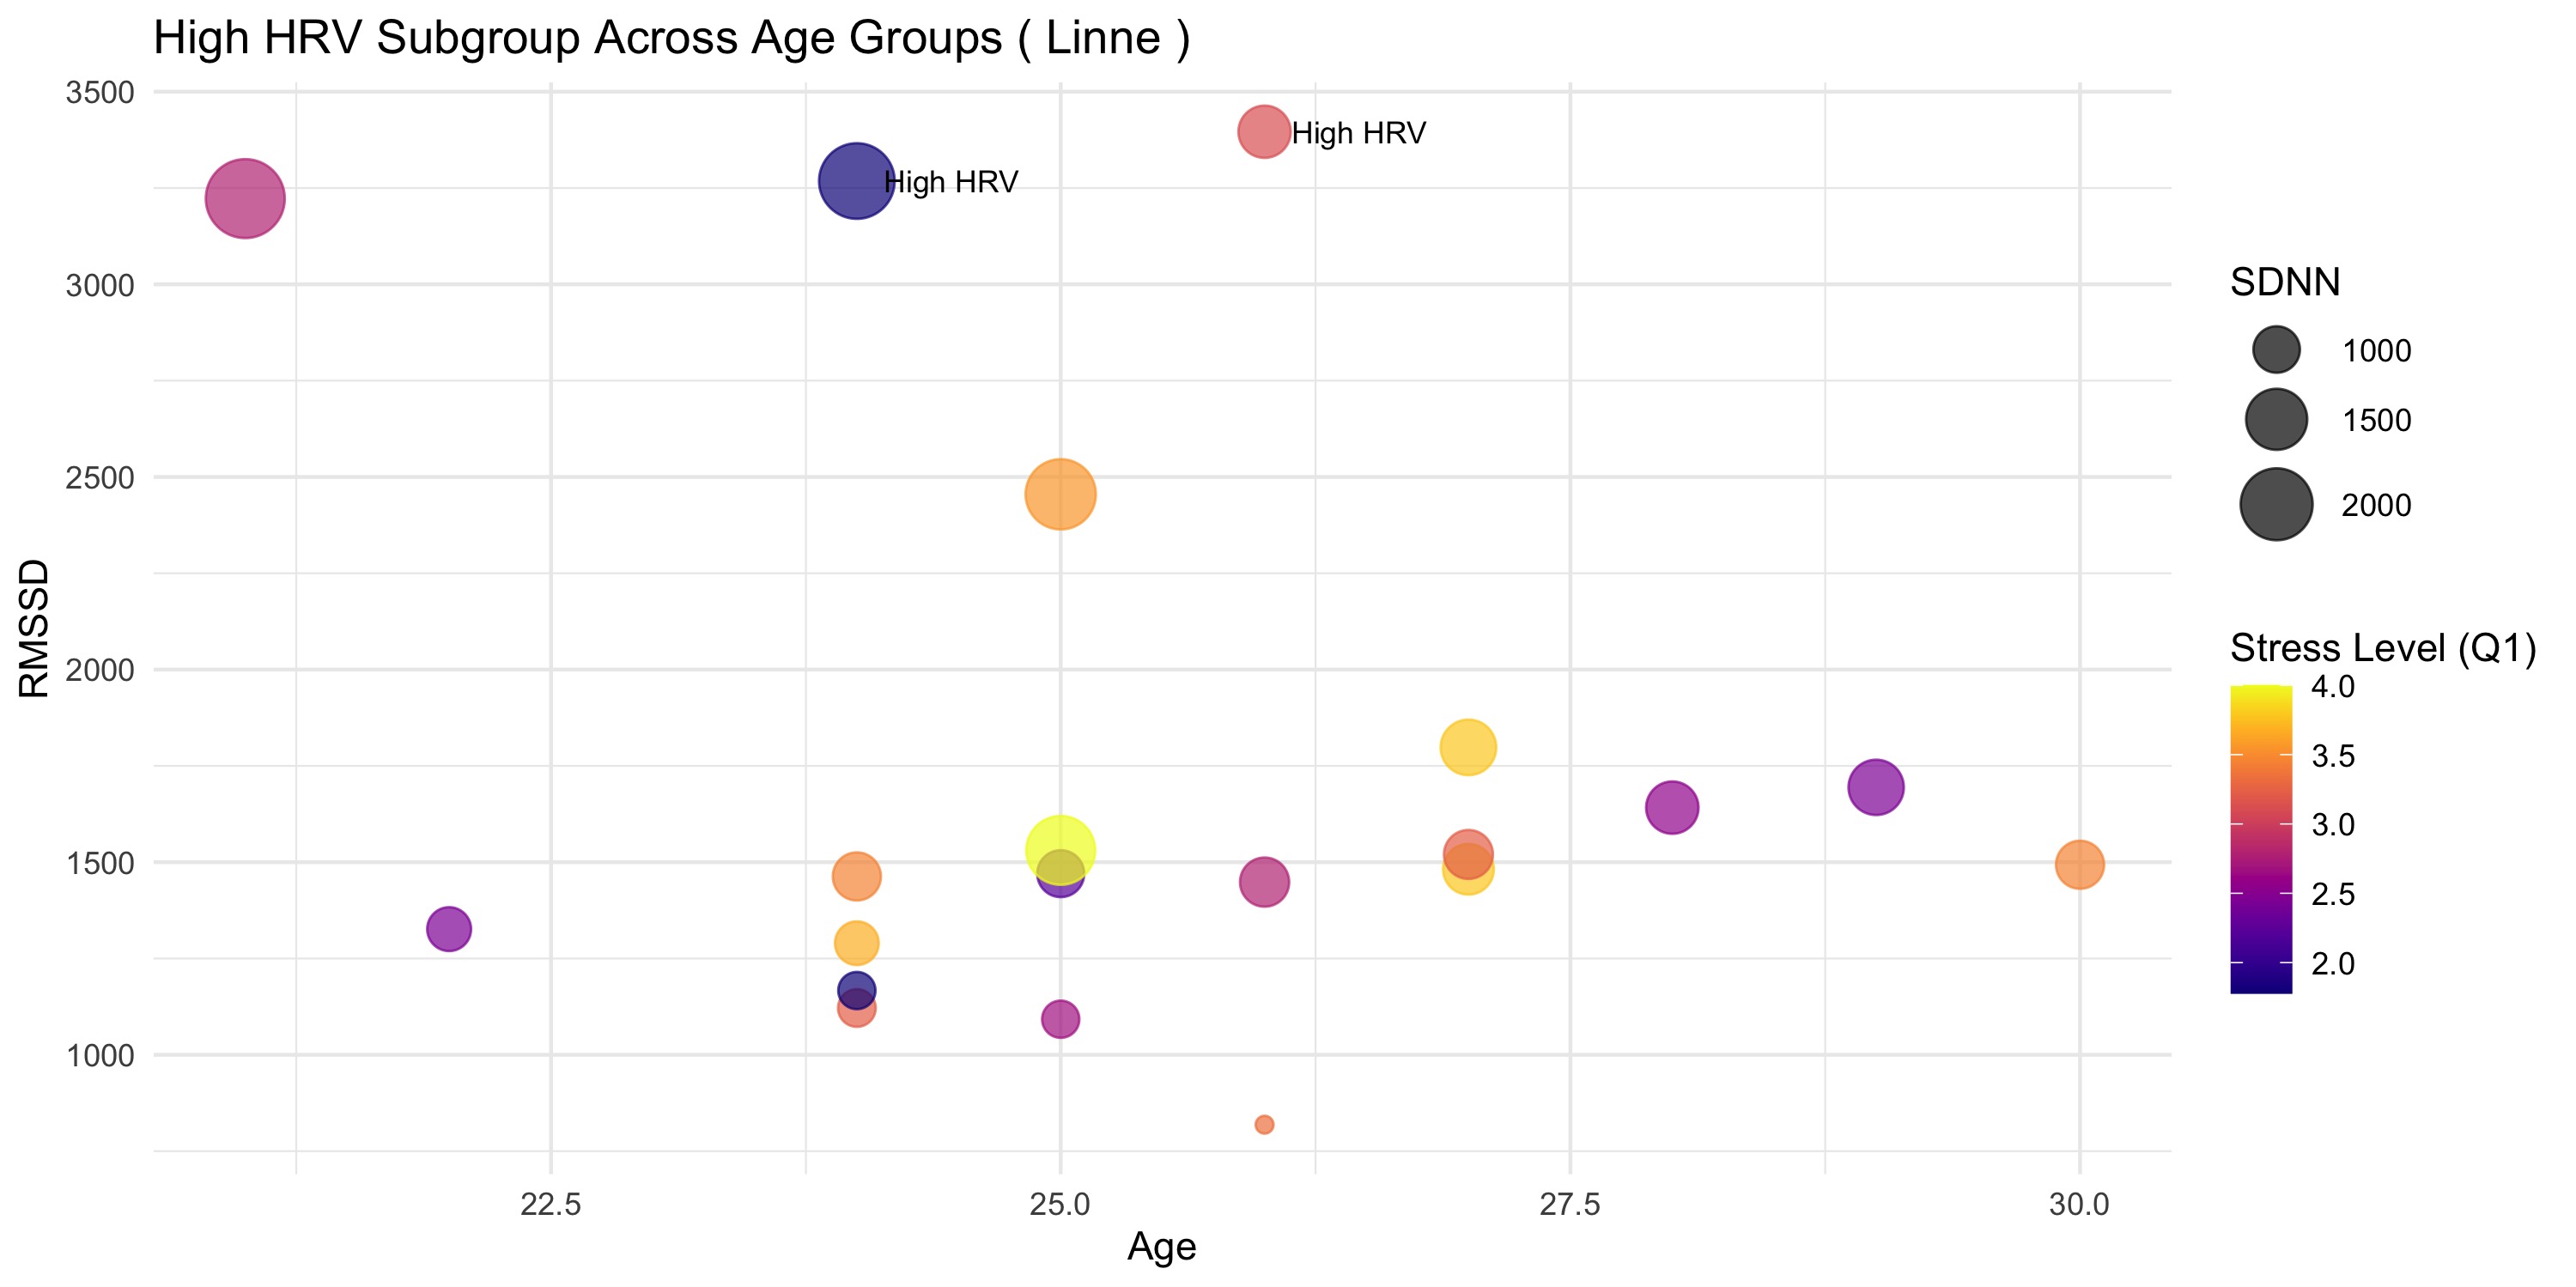 High HRV Subgroup Across Age Groups ( Linne )
3500
3000
2500
2000
1500
1000
RMSSD
High HRV
High HRV
22.5
25.0
27.5
30.0
Age
SDNN
1000
1500
2000
Stress Level (Q1)
4.0
3.5
3.0
2.5
2.0